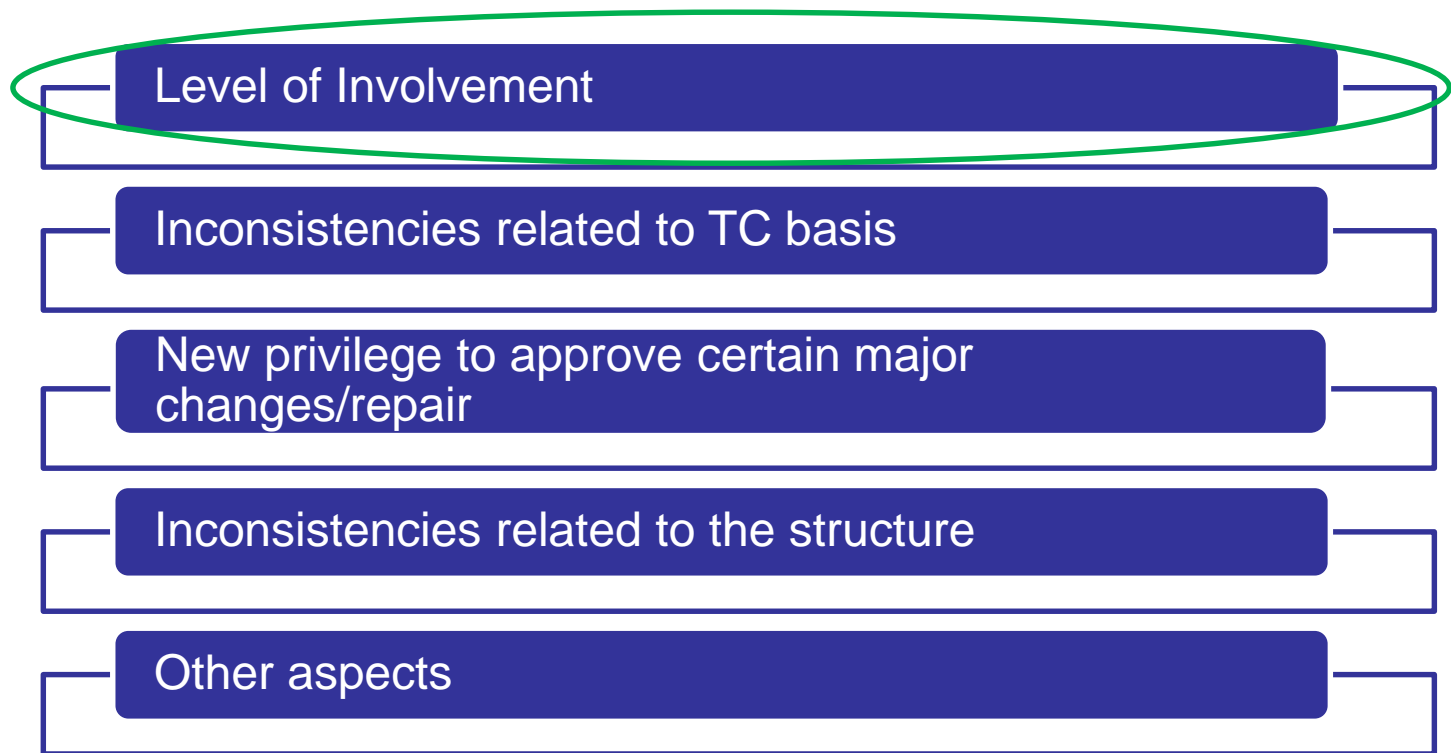 Level of Involvement
Inconsistencies related to TC basis
New privilege to approve certain major
changes/repair
Inconsistencies related to the structure
Other aspects